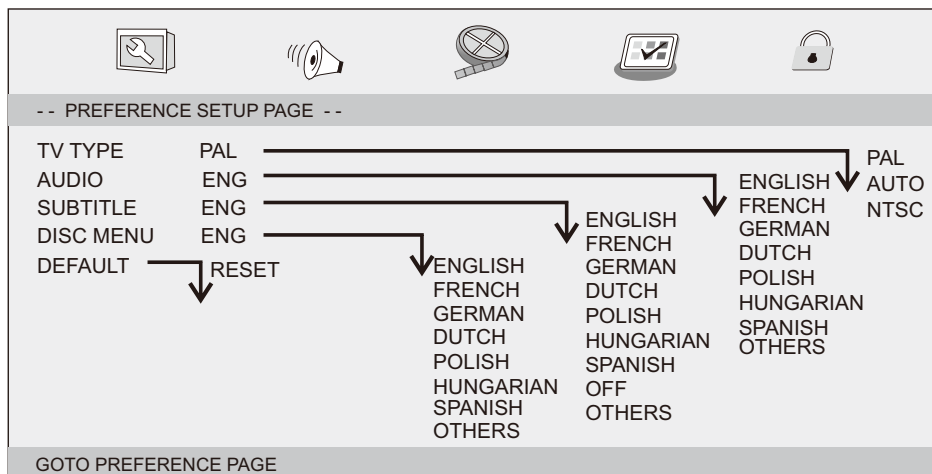 - - PREFERENCE SETUP PAGE - -
TV TYPE PAL
AUDIO ENG
SUBTITLE ENG
DISC MENU ENG
DEFAULT RESET
ENGLISH
FRENCH
GERMAN
DUTCH
POLISH
HUNGARIAN
SPANISH
OTHERS
ENGLISH
FRENCH
GERMAN
DUTCH
POLISH
HUNGARIAN
SPANISH
OFF
OTHERS
ENGLISH
FRENCH
GERMAN
DUTCH
POLISH
HUNGARIAN
SPANISH
OTHERS
PAL
AUTO
NTSC
GOTO PREFERENCE PAGE